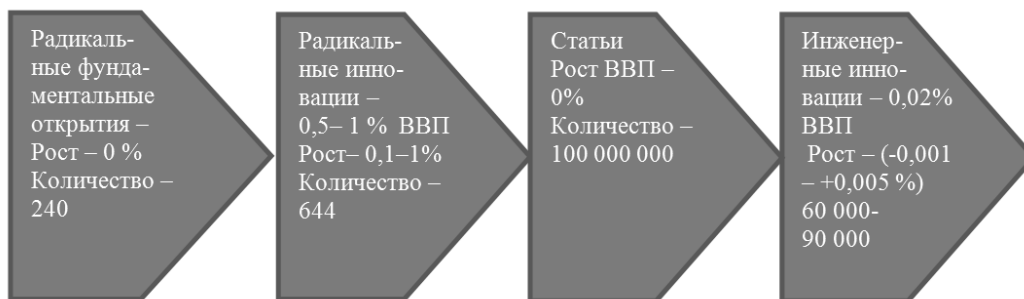 Радикаль-
ные фунда-
ментальные
открытия –
Рост – 0 %
Количество –
240
Радикаль-
ные инно-
вации –
0,5– 1 % ВВП
Рост– 0,1–1%
Количество –
644
Статьи
Рост ВВП –
0%
Количество –
100 000 000
Инженер-
ные инно-
вации – 0,02%
ВВП
Рост – (-0,001
– +0,005 %)
60 000-
90 000